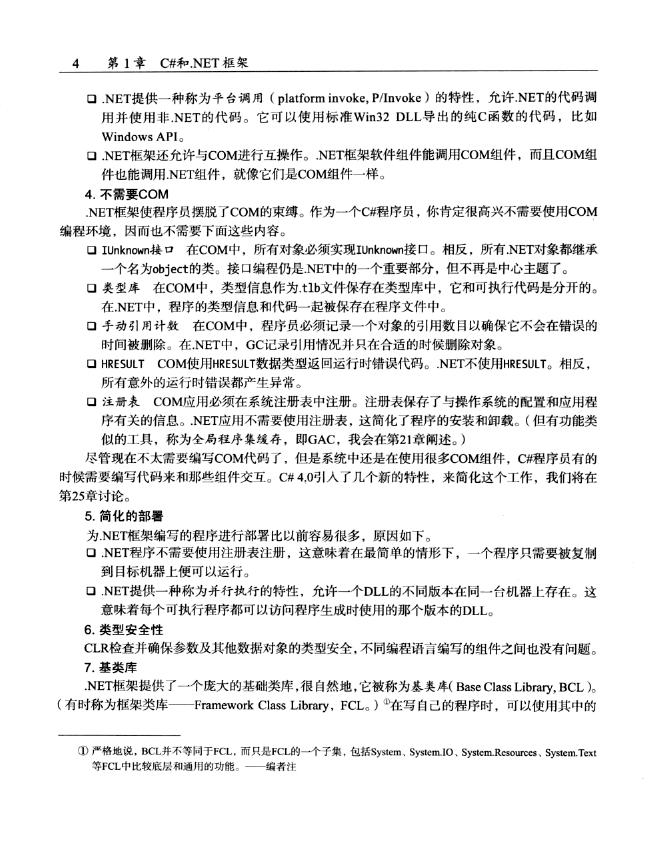 4 第1章 C#和.NET框架
□ .NET提供一种称为平台调用（platform invoke, P/Invoke）的特性，允许.NET的代码调
用并使用非.NET的代码。它可以使用标准Win32 DLL导出的纯C函数的代码，比如
Windows API。
□ .NET框架还允许与COM进行互操作。.NET框架软件组件能调用COM组件，而且COM组
件也能调用.NET组件，就像它们是COM组件一样。
4. 不需要COM
.NET框架使程序员摆脱了COM的束缚。作为一个C#程序员，你肯定很高兴不需要使用COM
编程环境，因而也不需要下面这些内容。
□ IUnknown接口 在COM中，所有对象必须实现IUnknown接口。相反，所有.NET对象都继承
一个名为object的类。接口编程仍是.NET中的一个重要部分，但不再是中心主题了。
□ 类型库 在COM中，类型信息作为.tlb文件保存在类型库中，它和可执行代码是分开的。
在.NET中，程序的类型信息和代码一起被保存在程序文件中。
□ 手动引用计数 在COM中，程序员必须记录一个对象的引用数目以确保它不会在错误的
时间被删除。在.NET中，GC记录引用情况并只在合适的时候删除对象。
□ HRESULT COM使用HRESULT数据类型返回运行时错误代码。.NET不使用HRESULT。相反，
所有意外的运行时错误都产生异常。
□ 注册表 COM应用必须在系统注册表中注册。注册表保存了与操作系统的配置和应用程
序有关的信息。.NET应用不需要使用注册表，这简化了程序的安装和卸载。（但有功能类
似的工具，称为全局程序集缓存，即GAC，我会在第21章阐述。）
尽管现在不太需要编写COM代码了，但是系统中还是在使用很多COM组件，C#程序员有的
时候需要编写代码来和那些组件交互。C# 4.0引入了几个新的特性，来简化这个工作，我们将在
第25章讨论。
5. 简化的部署
为.NET框架编写的程序进行部署比以前容易很多，原因如下。
□ .NET程序不需要使用注册表注册，这意味着在最简单的情形下，一个程序只需要被复制
到目标机器上便可以运行。
□ .NET提供一种称为并行执行的特性，允许一个DLL的不同版本在同一台机器上存在。这
意味着每个可执行程序都可以访问程序生成时使用的那个版本的DLL。
6. 类型安全性
CLR检查并确保参数及其他数据对象的类型安全，不同编程语言编写的组件之间也没有问题。
7. 基类库
.NET框架提供了一个庞大的基础类库，很自然地，它被称为基类库（Base Class Library, BCL）。
（有时称为框架类库——Framework Class Library，FCL。）①在写自己的程序时，可以使用其中的
① 严格地说，BCL并不等同于FCL，而只是FCL的一个子集，包括System、System.IO、System.Resources、System.Text
等FCL中比较底层和通用的功能。——编者注